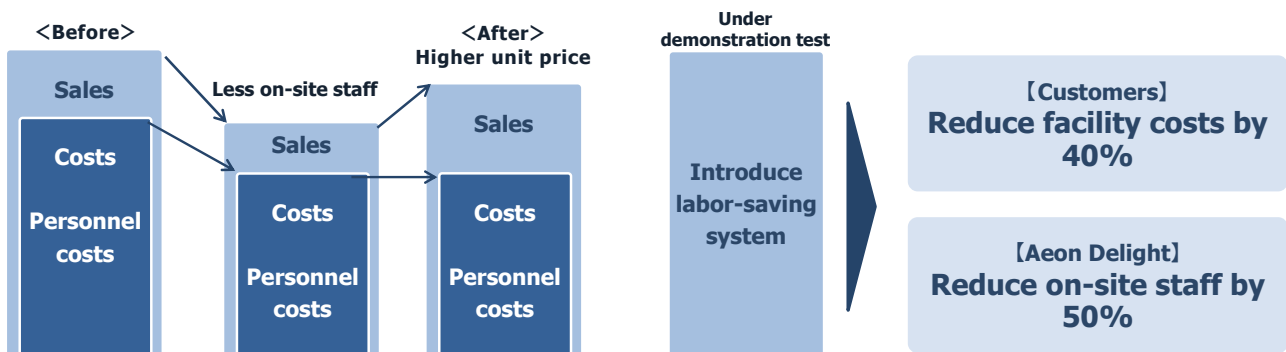 <Before>
Sales
Costs
Personnel
costs
Less on-site staff
Sales
Costs
Personnel
costs
<After>
Higher unit price
Sales
Costs
Personnel
costs
Under
demonstration test
Introduce
labor-saving
system
【Customers】
Reduce facility costs by
40%
【Aeon Delight】
Reduce on-site staff by
50%